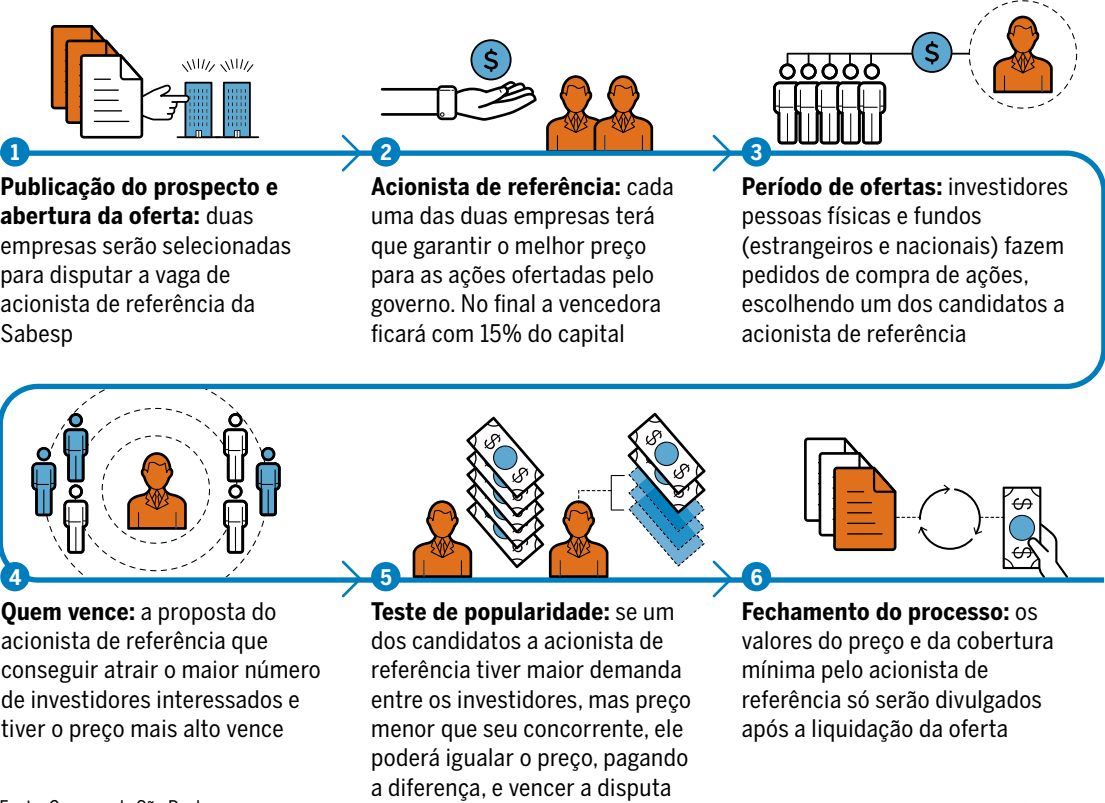 1
Publicação do prospecto e
abertura da oferta: duas
empresas serão selecionadas
para disputar a vaga de
acionista de referência da
Sabesp
$
2
Acionista de referência: cada
uma das duas empresas terá
que garantir o melhor preço
para as ações ofertadas pelo
governo. No final a vencedora
ficará com 15% do capital
$
3
Período de ofertas: investidores
pessoas físicas e fundos
(estrangeiros e nacionais) fazem
pedidos de compra de ações,
escolhendo um dos candidatos a
acionista de referência
4
Quem vence: a proposta do
acionista de referência que
conseguir atrair o maior número
de investidores interessados e
tiver o preço mais alto vence
5
Teste de popularidade: se um
dos candidatos a acionista de
referência tiver maior demanda
entre os investidores, mas preço
menor que seu concorrente, ele
poderá igualar o preço, pagando
a diferença, e vencer a disputa
6
Fechamento do processo: os
valores do preço e da cobertura
mínima pelo acionista de
referência só serão divulgados
após a liquidação da oferta